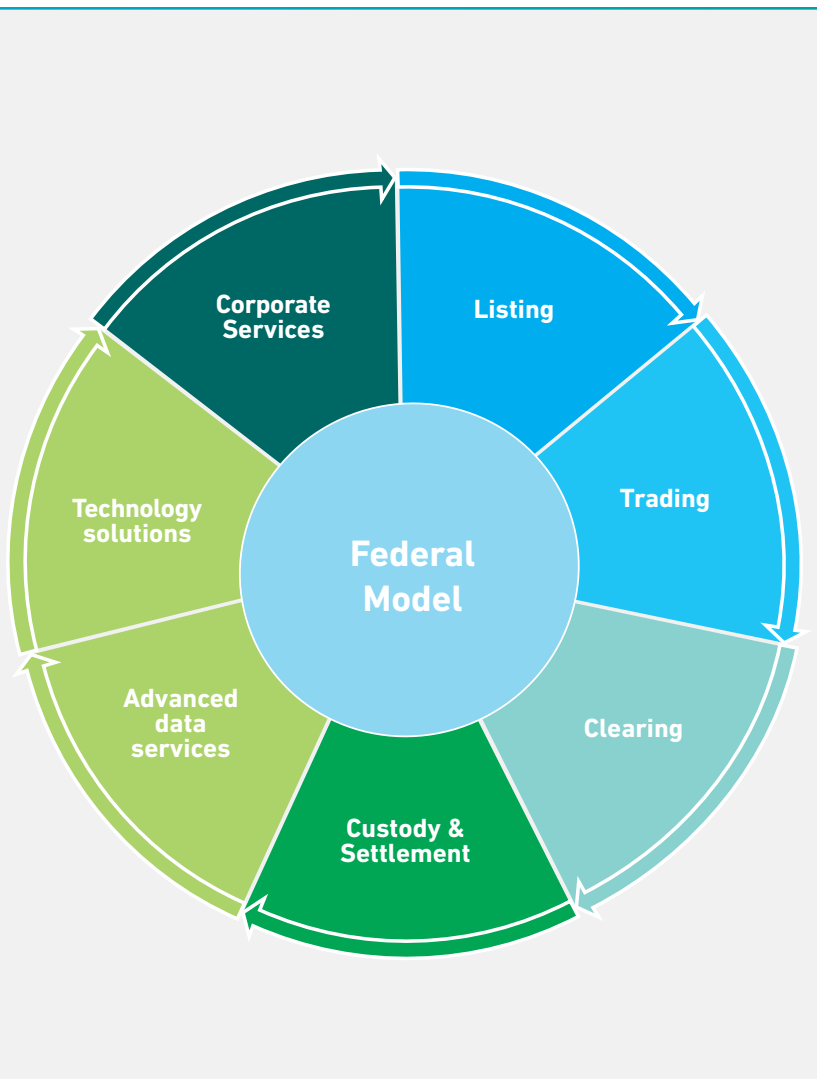 Corporate
Services
Listing
Trading
Clearing
Custody &
Settlement
Advanced
data
services
Technology
solutions
Federal
Model